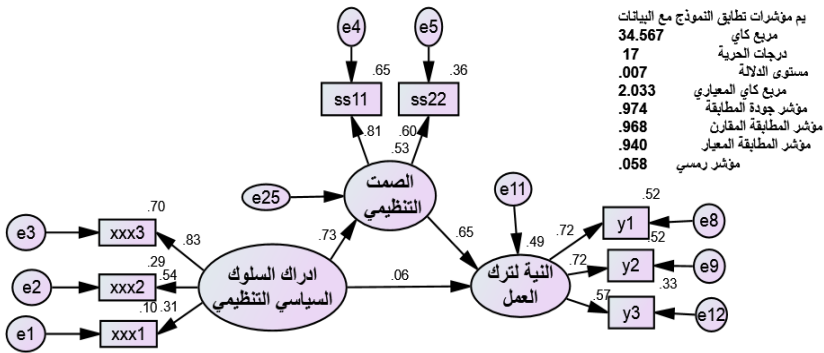 يم مؤشرات تطابق النموذج مع البيانات
مربع كاي 34.567
درجات الحرية 17
مستوى الدلالة .007
مربع كاي المعياري 2.033
مؤشر جودة المطابقة .974
مؤشر المطابقة المقارن .968
مؤشر المطابقة المعيار .940
مؤشر رمسي .058
e4
e5
.65
.36
ss11
ss22
.81
.60
.53
الصمت
التنظيمي
e25
e11
.70
e3
xxx3
.83
.73
.65
.49
.29
e2
xxx2
.54
ادراك السلوك
السياسي التنظيمي
.06
النية لترك
العمل
.10
.31
e1
xxx1
.52
.72
y1
e8
.52
.72
y2
e9
.33
.57
y3
e12